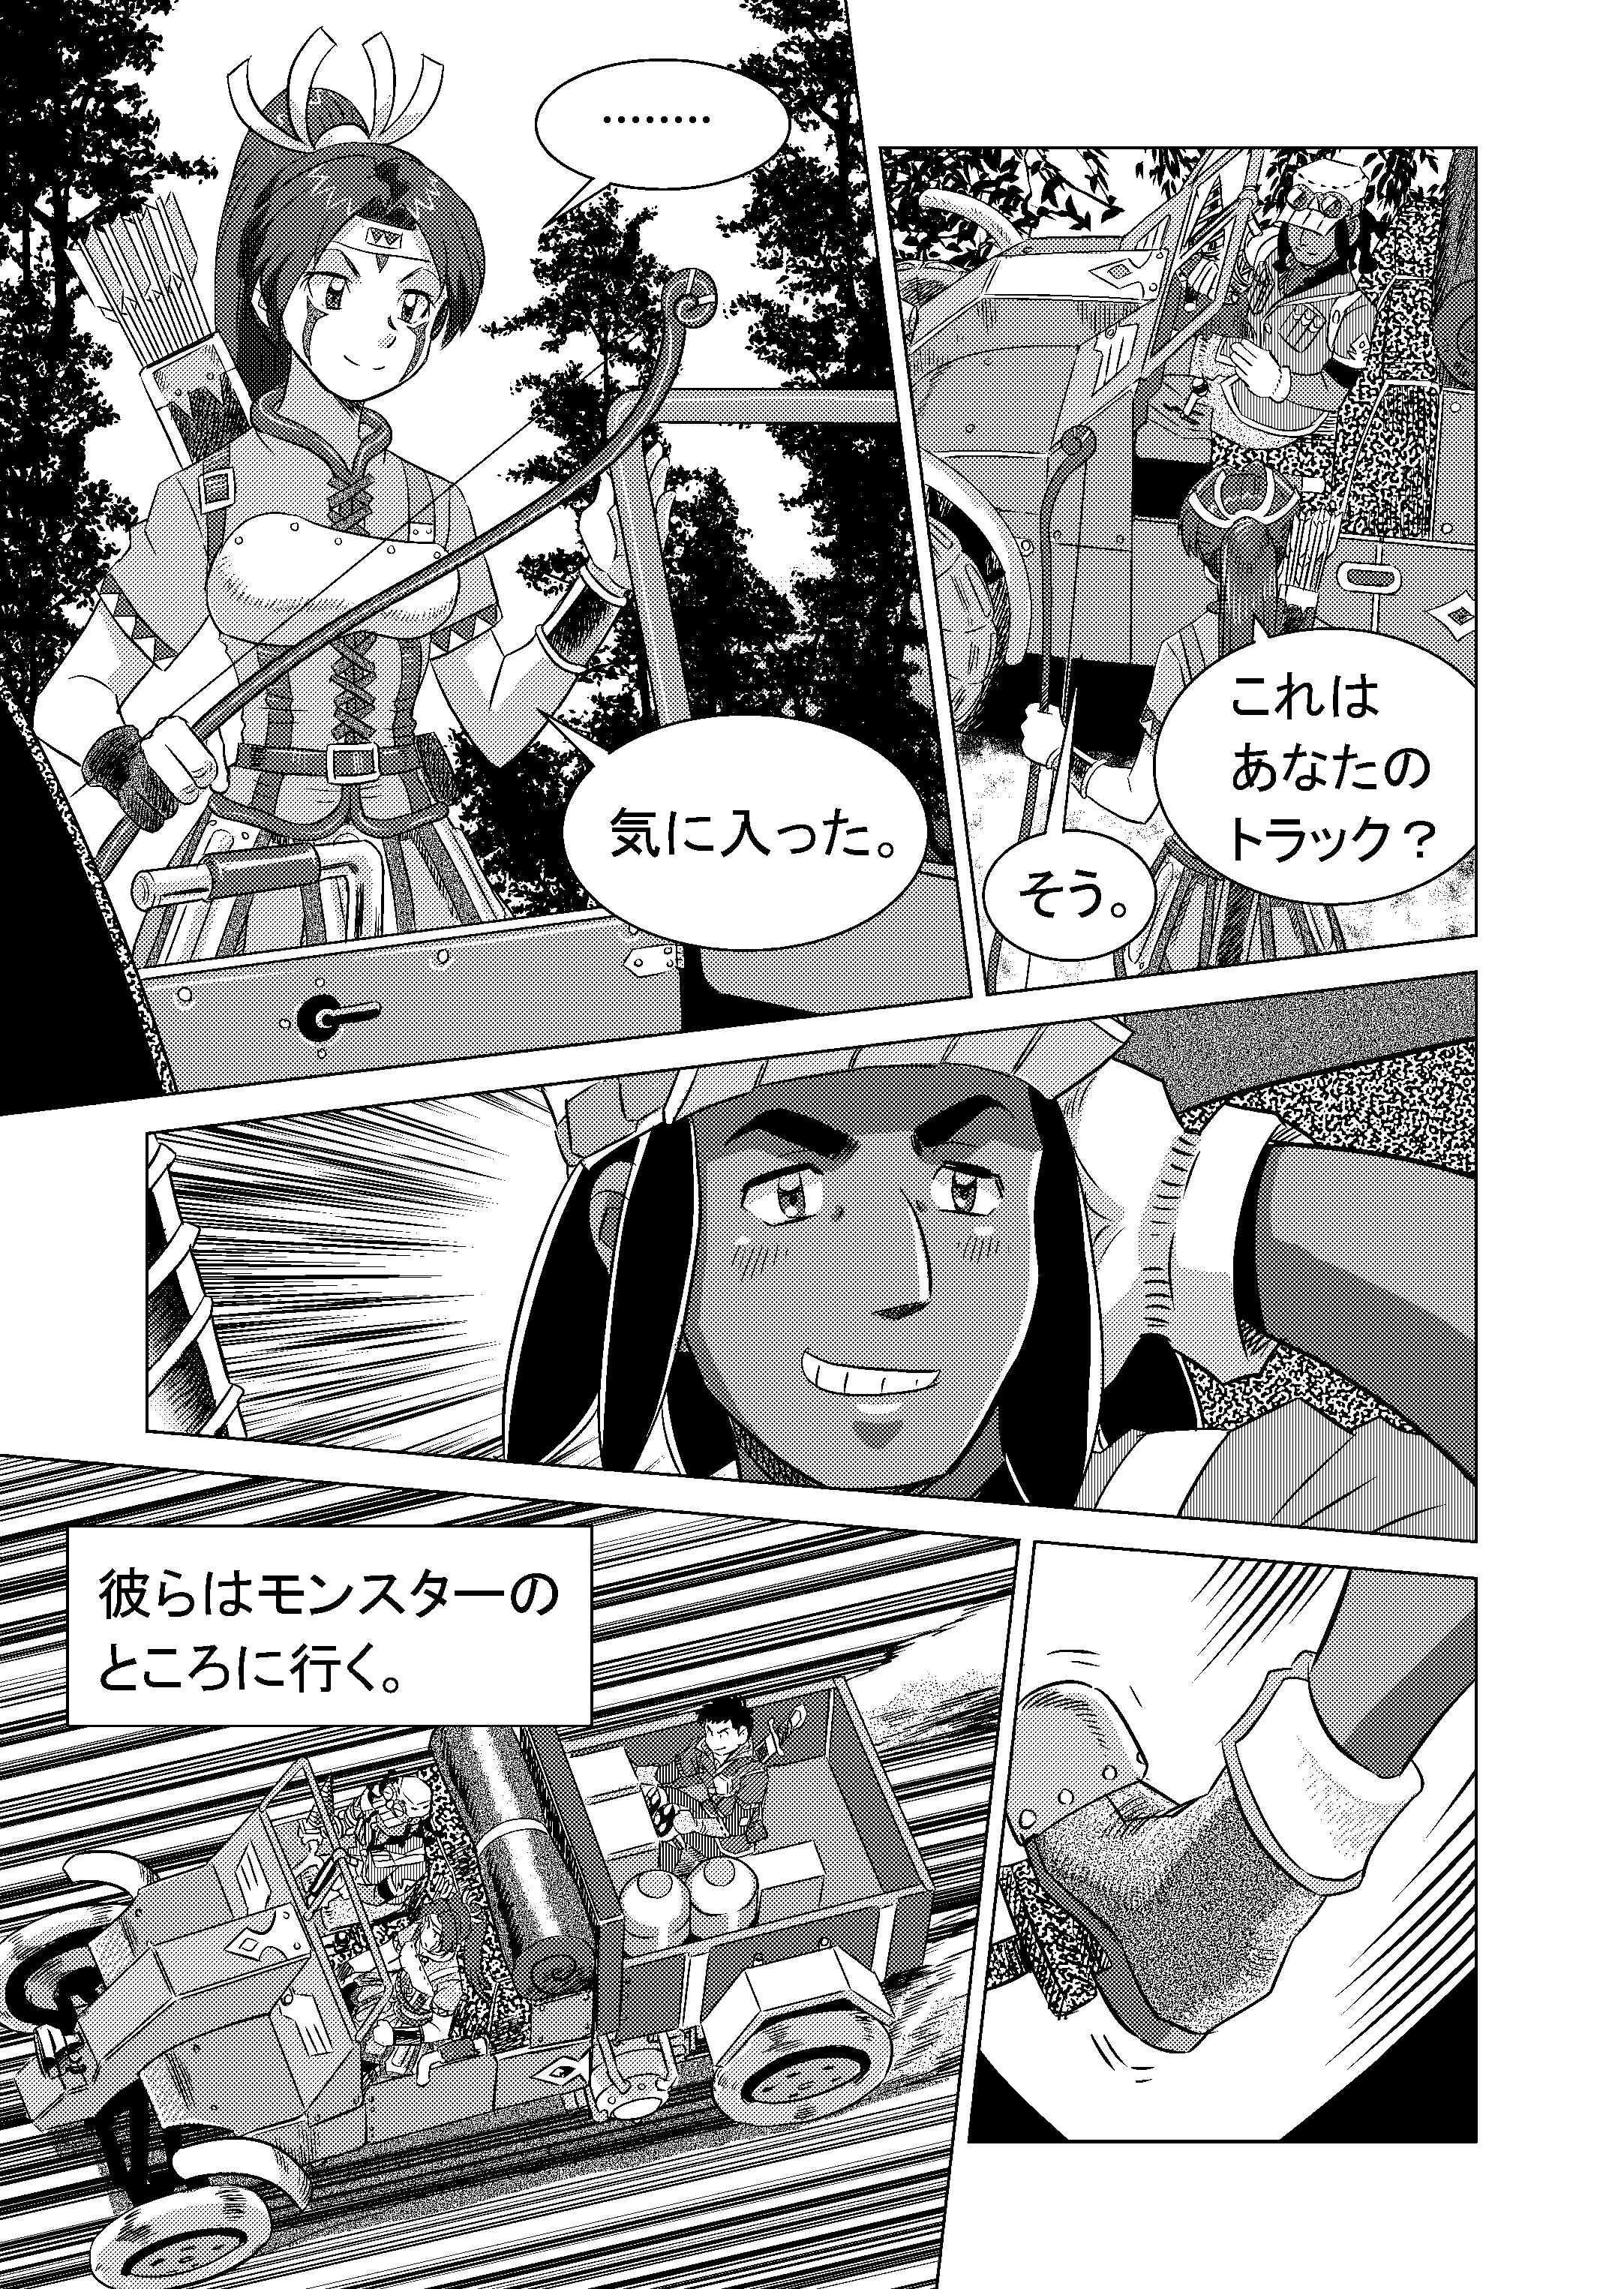 これは
あなたの
トラック？
そう。
………
気に入った。
彼らはモンスターの
ところに行く。